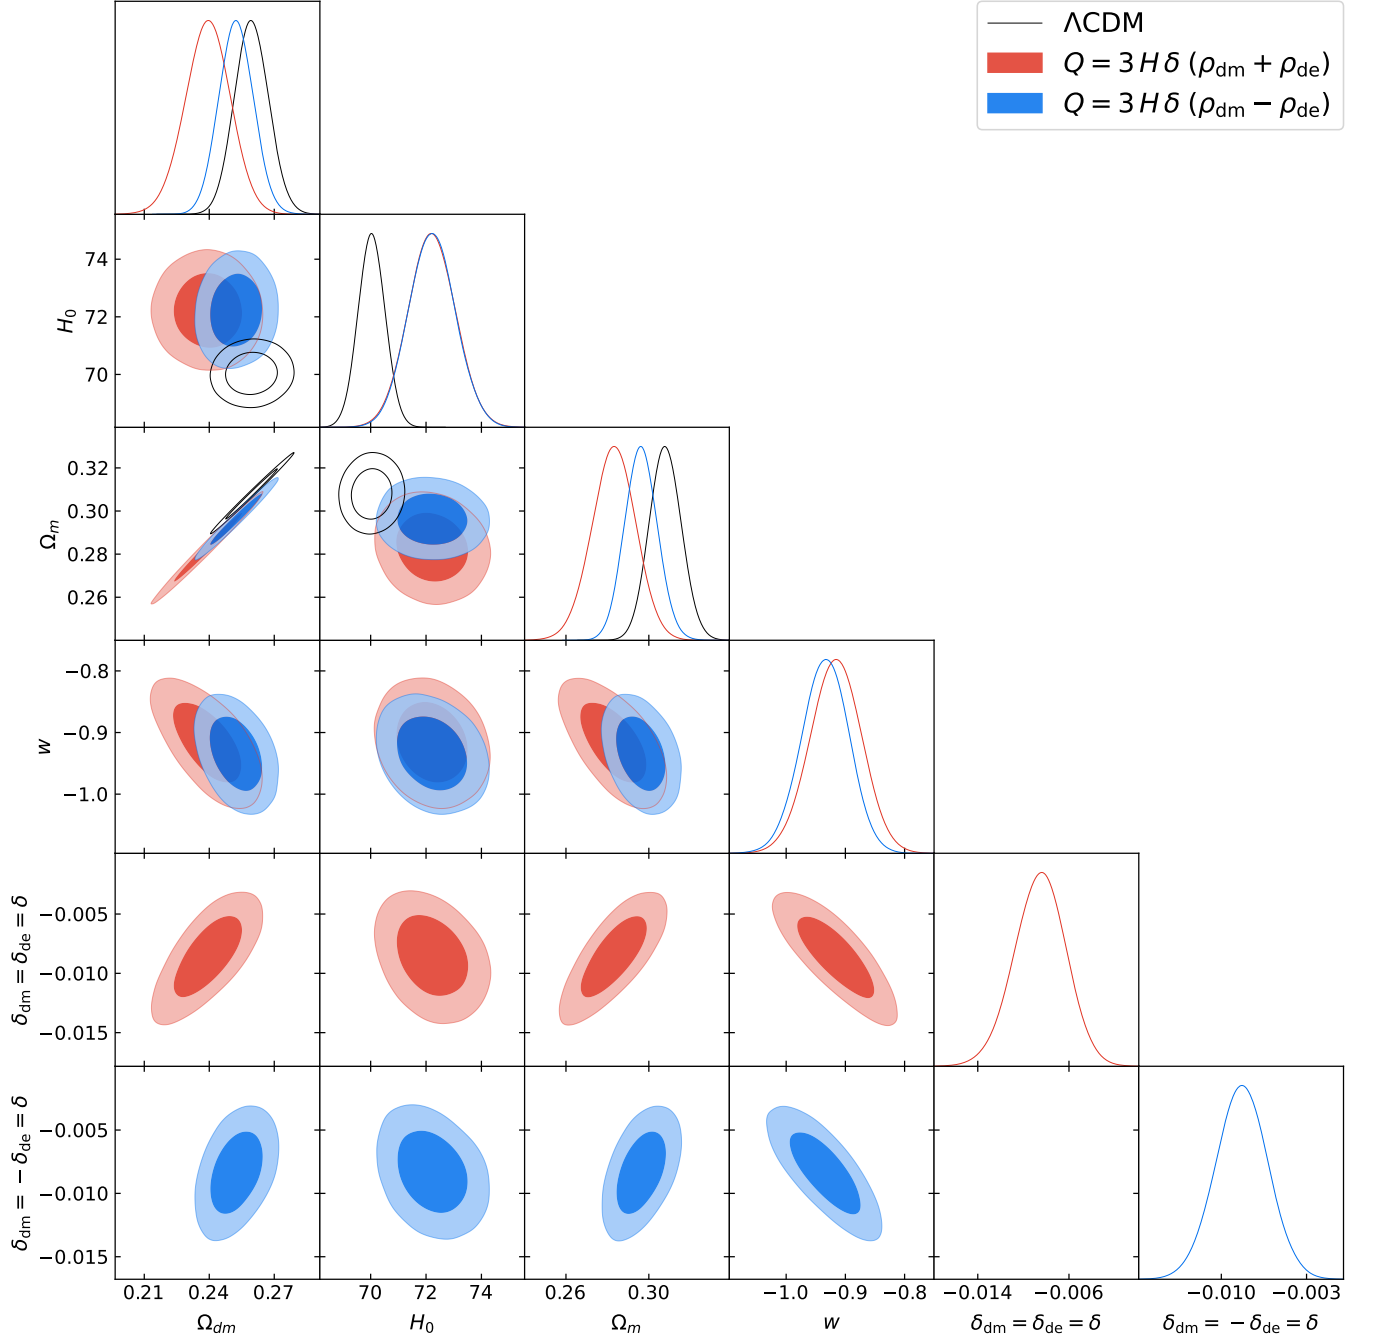 ΛCDM
Q = 3 H δ (ρdm + ρde)
Q = 3 H δ (ρdm − ρde)
74
72
70
H0
0.32
0.30
0.28
0.26
Ωm
−0.8
−0.9
−1.0
w
−0.005
−0.010
−0.015
δdm = δde = δ
−0.005
−0.010
−0.015
δdm = −δde = δ
0.21 0.24 0.27 70 72 74 0.26 0.30 −1.0 −0.9 −0.8 −0.014 −0.006 −0.010 −0.003
Ωdm H0 Ωm w δdm = δde = δ δdm = −δde = δ